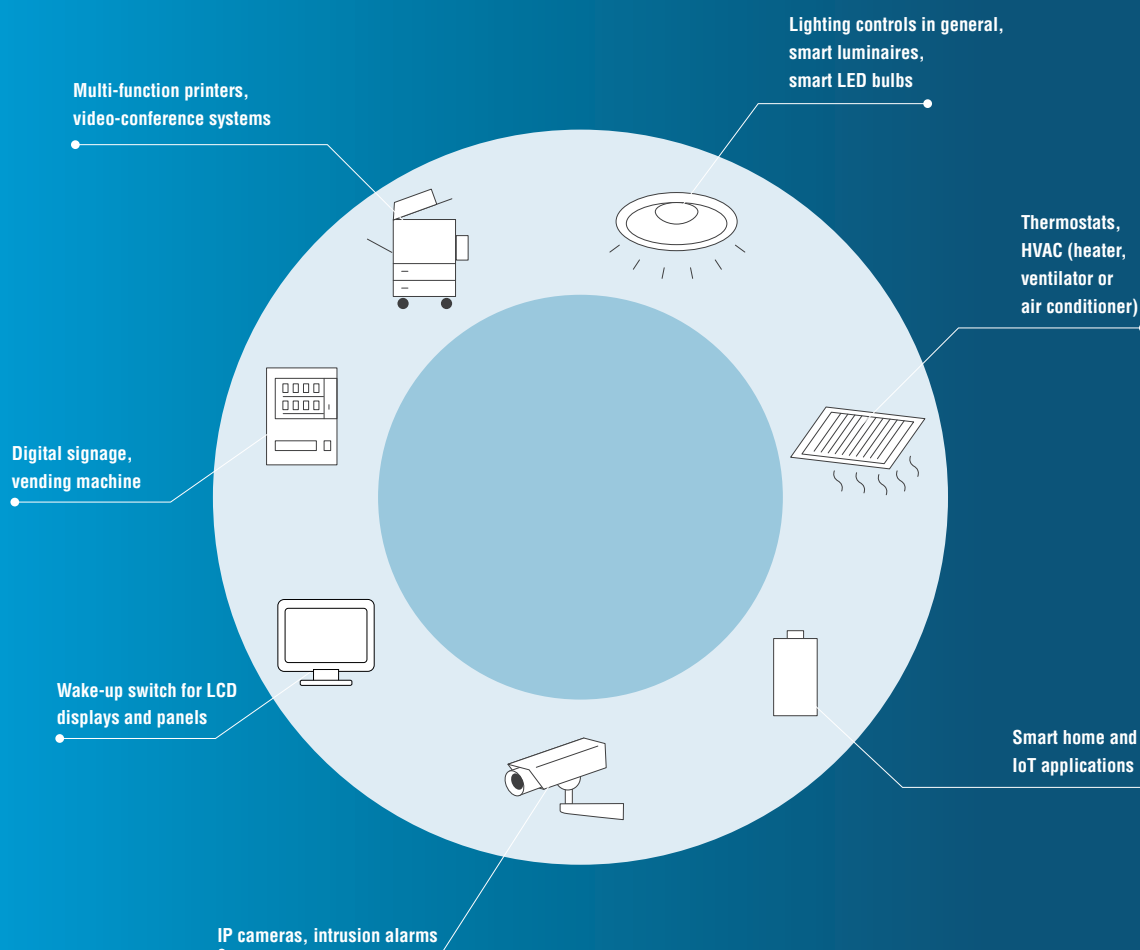 Lighting controls in general,
smart luminaires,
smart LED bulbs
Multi-function printers,
video-conference systems
Thermostats,
HVAC (heater,
ventilator or
air conditioner)
Digital signage,
vending machine
Wake-up switch for LCD
displays and panels
Smart home and
IoT applications
IP cameras, intrusion alarms